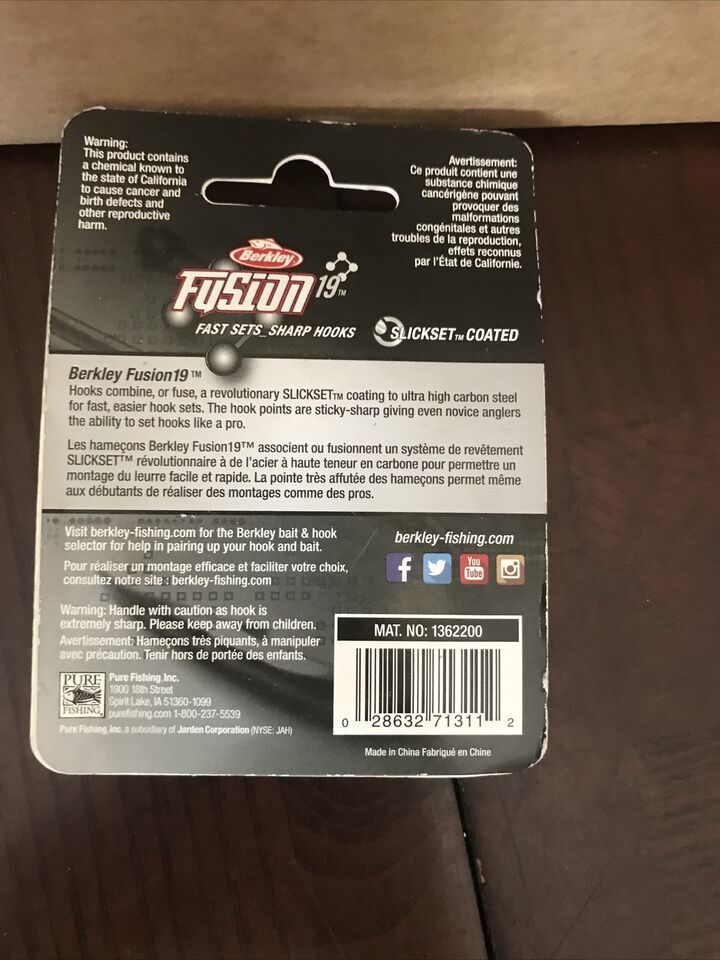 Warning:
This product contains
a chemical known to
the state of California
to cause cancer and
birth defects and
other reproductive
harm.
Avertissement:
Ce produit contient une
substance chimique
cancérigène pouvant
provoquer des
malformations
congénitales et autres
troubles de la reproduction,
effets reconnus
par l'État de Californie.
Berkley
FUSION 19™
FAST SETS_SHARP HOOKS
SLICKSET™ COATED
Berkley Fusion19™
Hooks combine, or fuse, a revolutionary SLICKSET™ coating to ultra high carbon steel
for fast, easier hook sets. The hook points are sticky-sharp giving even novice anglers
the ability to set hooks like a pro.
Les hameçons Berkley Fusion19™ associent ou fusionnent un système de revêtement
SLICKSET™ révolutionnaire à de l'acier à haute teneur en carbone pour permettre un
montage du leurre facile et rapide. La pointe très affutée des hameçons permet même
aux débutants de réaliser des montages comme des pros.
Visit berkley-fishing.com for the Berkley bait & hook
selector for help in pairing up your hook and bait.
Pour réaliser un montage efficace et faciliter votre choix,
consultez notre site : berkley-fishing.com
berkley-fishing.com
You
Tube
Warning: Handle with caution as hook is
extremely sharp. Please keep away from children.
Avertissement: Hameçons très piquants, à manipuler
avec précaution. Tenir hors de portée des enfants.
PURE
FISHING
Pure Fishing, Inc.
1900 18th Street
Spirit Lake, IA 51360-1099
purefishing.com 1-800-237-5539
Pure Fishing, Inc. a subsidiary of Jarden Corporation (NYSE: JAH)
MAT. NO: 1362200
0 28632 71311 2
Made in China Fabriqué en Chine